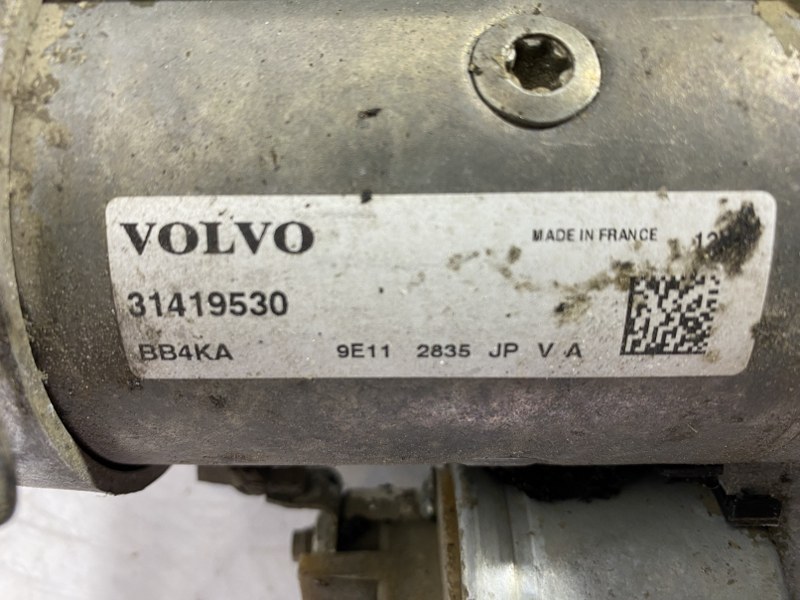 VOLVO MADE IN FRANCE
31419530
BB4KA 9E11 2835 JP V A